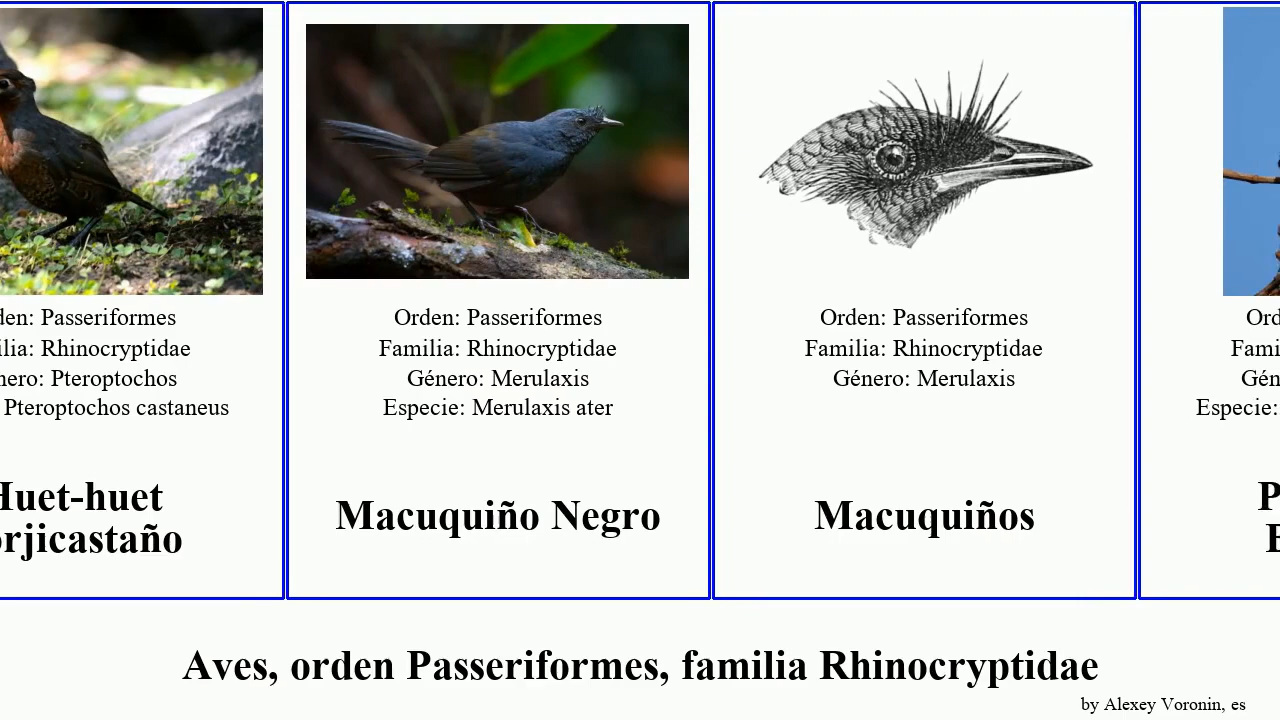 den: Passeriformes
ilia: Rhinocryptidae
nero: Pteroptochos
Pteroptochos castaneus
Huet-huet
orjicastaño
Orden: Passeriformes
Familia: Rhinocryptidae
Género: Merulaxis
Especie: Merulaxis ater
Macuquiño Negro
Orden: Passeriformes
Familia: Rhinocryptidae
Género: Merulaxis
Macuquiños
Ord
Fami
Gén
Especie:
P
Aves, orden Passeriformes, familia Rhinocryptidae
by Alexey Voronin, es